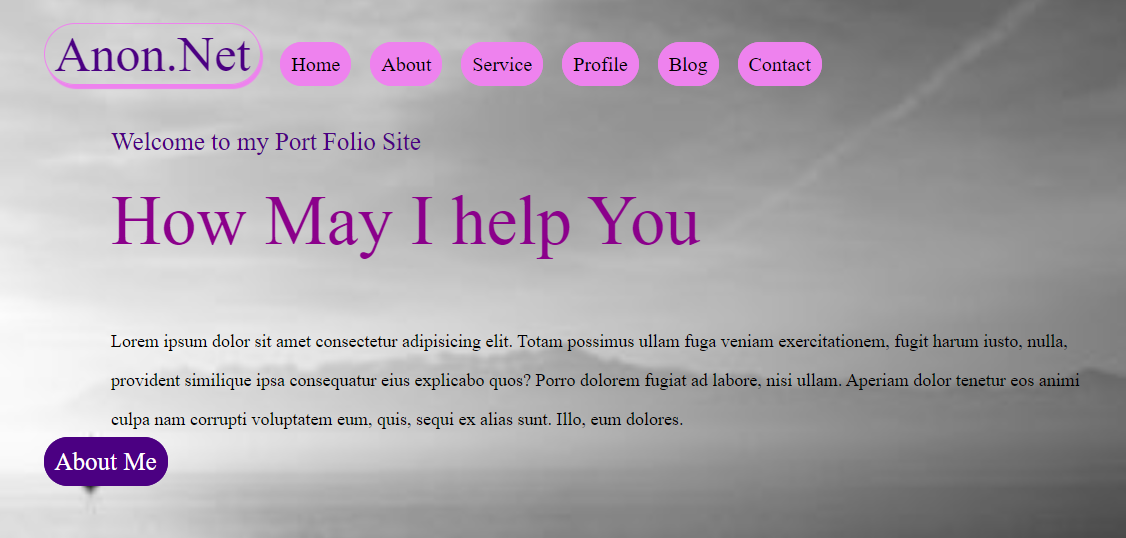 Anon.Net
Home About Service Profile Blog Contact
Welcome to my Port Folio Site
How May I help You
Lorem ipsum dolor sit amet consectetur adipisicing elit. Totam possimus ullam fuga veniam exercitationem, fugit harum iusto, nulla,
provident similique ipsa consequatur eius explicabo quos? Porro dolorem fugiat ad labore, nisi ullam. Aperiam dolor tenetur eos animi
culpa nam corrupti voluptatem eum, quis, sequi ex alias sunt. Illo, eum dolores.
About Me